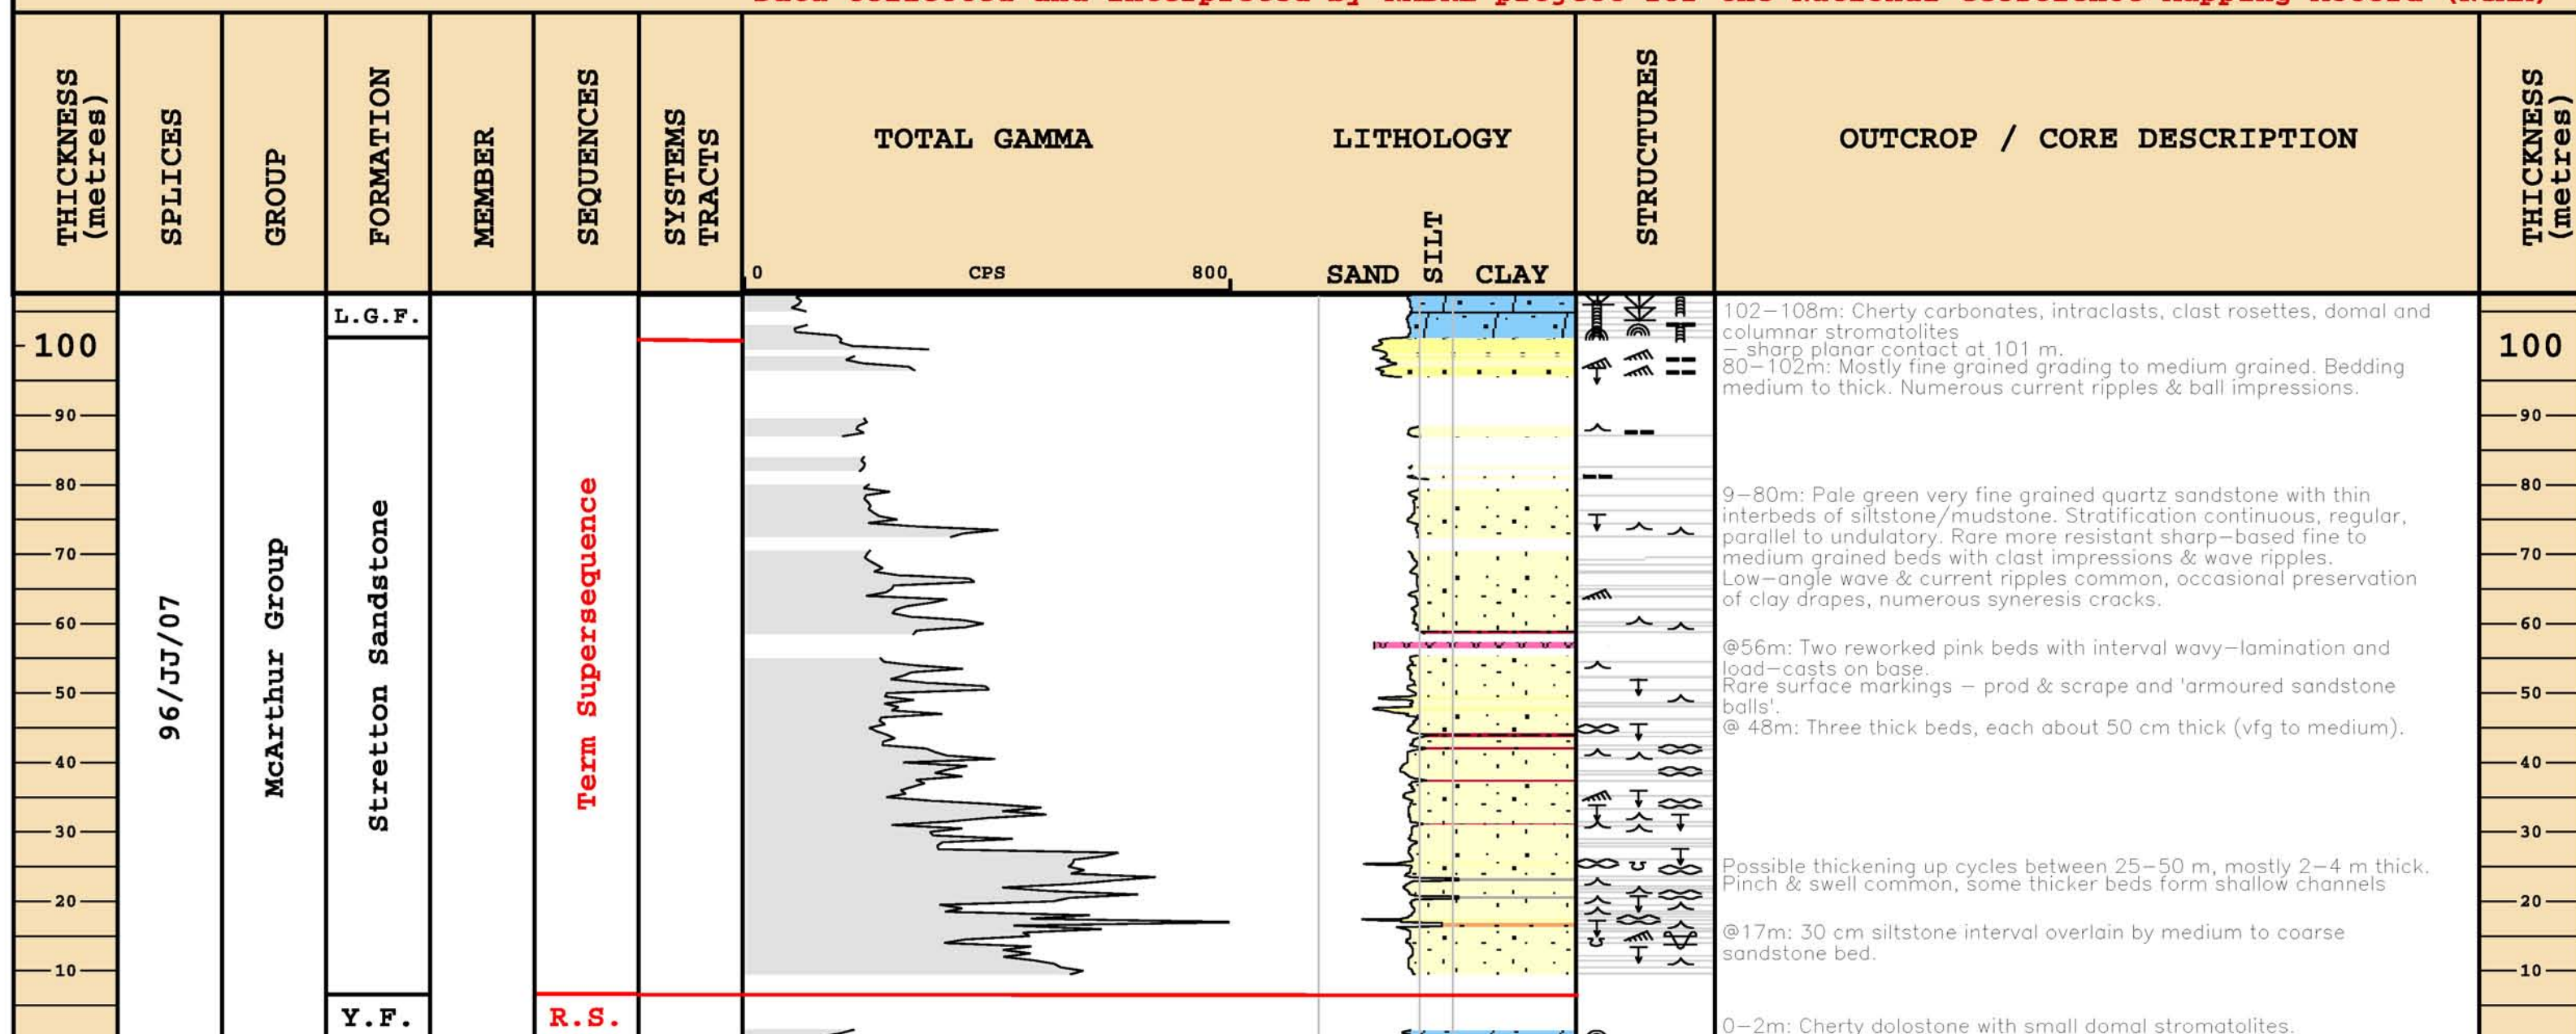 THICKNESS
(metres)
SPLICES
GROUP
FORMATION
MEMBER
SEQUENCES
SYSTEMS
TRACTS
TOTAL GAMMA
0 CPS 800
LITHOLOGY
SAND SILT CLAY
STRUCTURES
OUTCROP / CORE DESCRIPTION
THICKNESS
(metres)
100
90
80
70
60
50
40
30
20
10
96/JJ/07
McArthur Group
L.G.F.
Stretton Sandstone
Y.F.
Term Supersequence
R.S.
102-108m: Cherty carbonates, intraclasts, clast rosettes, domal and
columnar stromatolites
- sharp planar contact at 101 m.
80-102m: Mostly fine grained grading to medium grained. Bedding
medium to thick. Numerous current ripples & ball impressions.
9-80m: Pale green very fine grained quartz sandstone with thin
interbeds of siltstone/mudstone. Stratification continuous, regular,
parallel to undulatory. Rare more resistant sharp-based fine to
medium grained beds with clast impressions & wave ripples.
Low-angle wave & current ripples common, occasional preservation
of clay drapes, numerous syneresis cracks.
@56m: Two reworked pink beds with interval wavy-lamination and
load-casts on base.
Rare surface markings - prod & scrape and 'armoured sandstone
balls'.
@ 48m: Three thick beds, each about 50 cm thick (vfg to medium).
Possible thickening up cycles between 25-50 m, mostly 2-4 m thick.
Pinch & swell common, some thicker beds form shallow channels
@17m: 30 cm siltstone interval overlain by medium to coarse
sandstone bed.
0-2m: Cherty dolostone with small domal stromatolites.
100
90
80
70
60
50
40
30
20
10